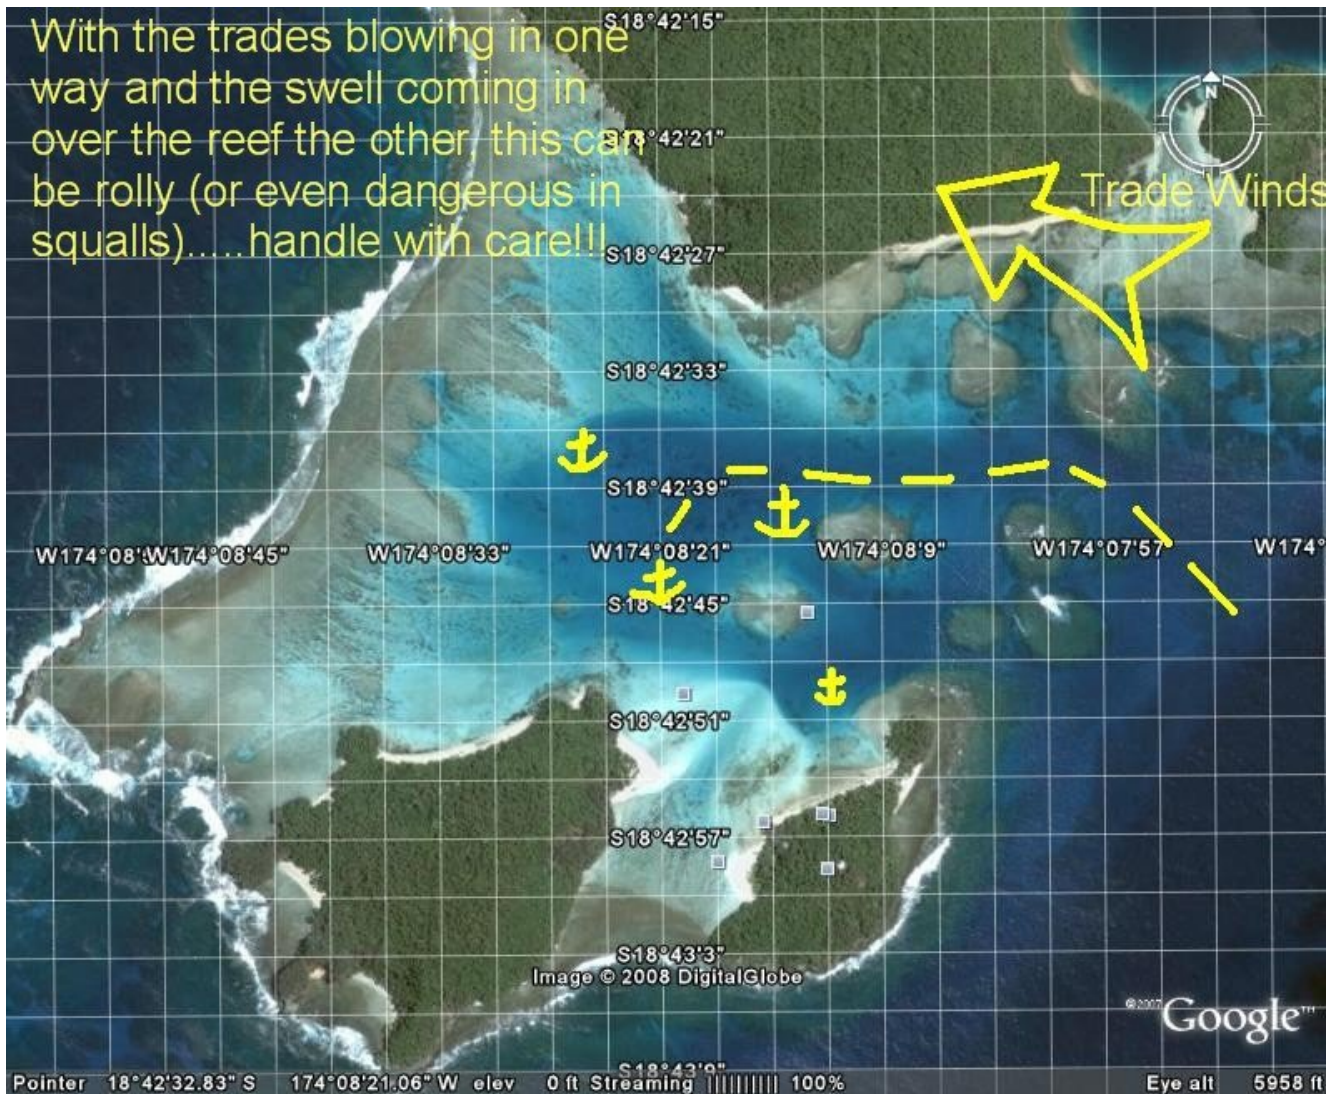 With the trades blowing in one
way and the swell coming in
over the reef the other, this can
be rolly (or even dangerous in
squalls).....handle with care!!!
S18°42'15"
N
S18°42'21"
Trade Winds
S18°42'27"
S18°42'33"
S18°42'39"
W174°08'45" W174°08'33" W174°08'21" W174°08'9" W174°07'57" W174°
S18°42'45"
S18°42'51"
S18°42'57"
S18°43'3"
Image © 2008 DigitalGlobe
©2007 Google™
S18°43'9"
Pointer 18°42'32.83" S 174°08'21.06" W elev 0 ft Streaming |||||||||| 100% Eye alt 5958 ft